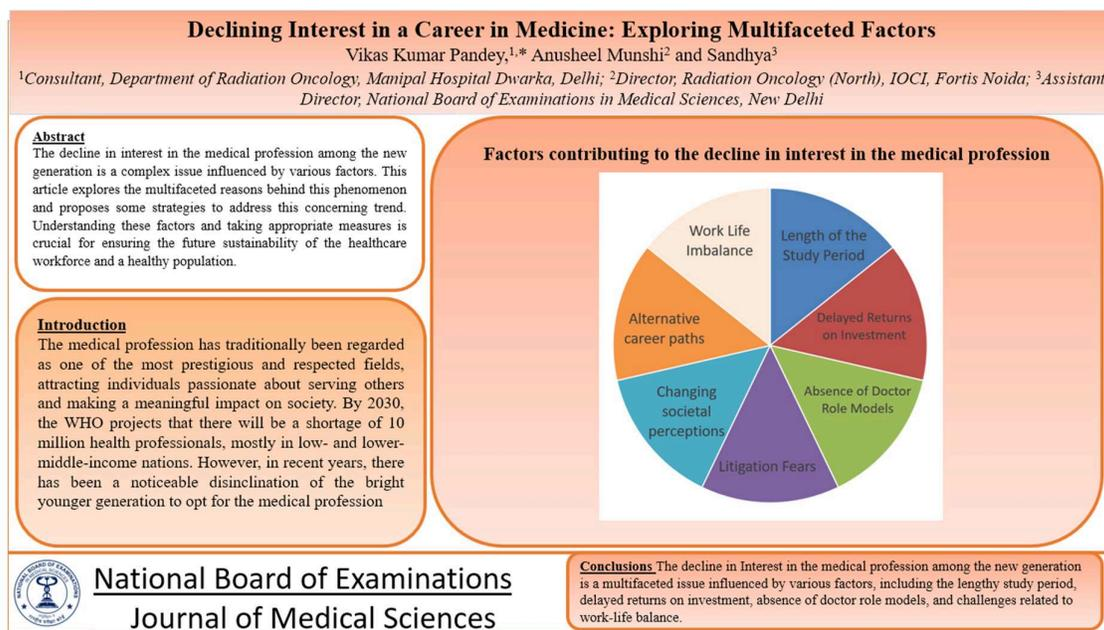 Declining Interest in a Career in Medicine: Exploring Multifaceted Factors
Vikas Kumar Pandey,1,* Anusheel Munshi2 and Sandhya3
1Consultant, Department of Radiation Oncology, Manipal Hospital Dwarka, Delhi; 2Director, Radiation Oncology (North), IOCI, Fortis Noida; 3Assistant
Director, National Board of Examinations in Medical Sciences, New Delhi
Abstract
The decline in interest in the medical profession among the new
generation is a complex issue influenced by various factors. This
article explores the multifaceted reasons behind this phenomenon
and proposes some strategies to address this concerning trend.
Understanding these factors and taking appropriate measures is
crucial for ensuring the future sustainability of the healthcare
workforce and a healthy population.
Introduction
The medical profession has traditionally been regarded
as one of the most prestigious and respected fields,
attracting individuals passionate about serving others
and making a meaningful impact on society. By 2030,
the WHO projects that there will be a shortage of 10
million health professionals, mostly in low- and lower-
middle-income nations. However, in recent years, there
has been a noticeable disinclination of the bright
younger generation to opt for the medical profession
Factors contributing to the decline in interest in the medical profession
Work Life
Imbalance
Length of the
Study Period
Delayed Returns
on Investment
Absence of Doctor
Role Models
Litigation Fears
Changing
societal
perceptions
Alternative
career paths
National Board of Examinations
Journal of Medical Sciences
Conclusions The decline in Interest in the medical profession among the new generation
is a multifaceted issue influenced by various factors, including the lengthy study period,
delayed returns on investment, absence of doctor role models, and challenges related to
work-life balance.